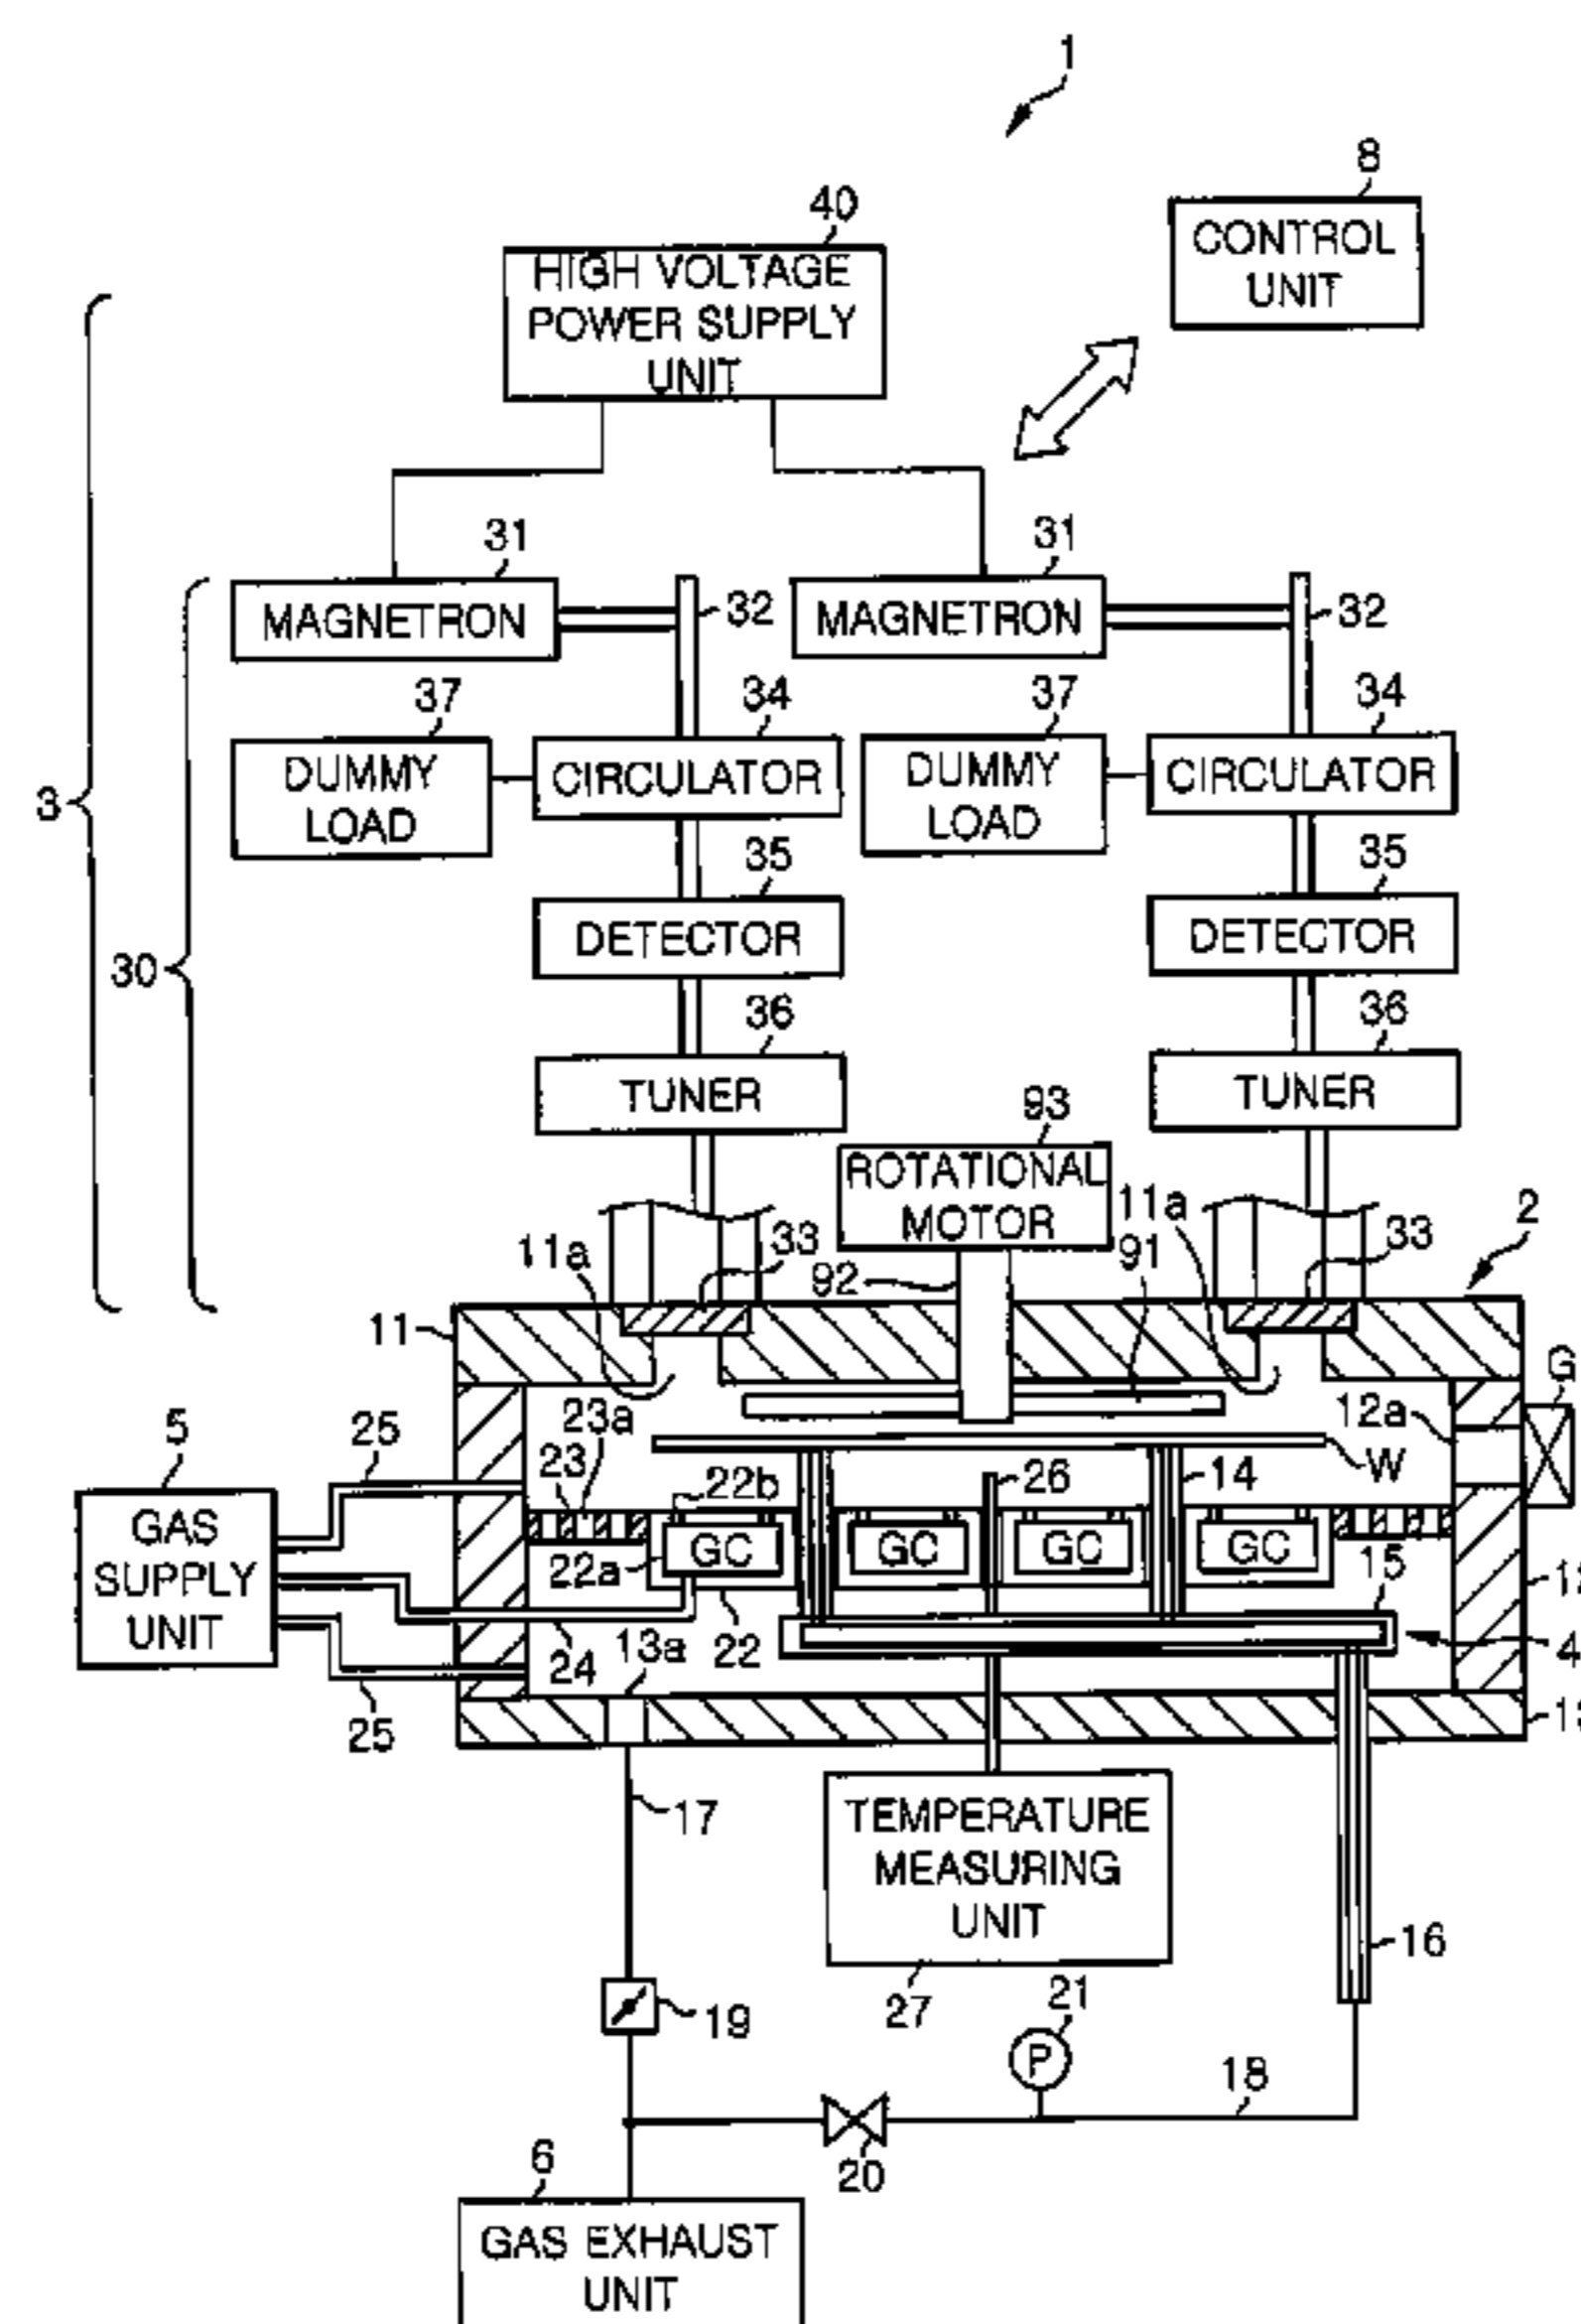 1
8
CONTROL
UNIT
40
HIGH VOLTAGE
POWER SUPPLY
UNIT
31
MAGNETRON
32
31
MAGNETRON
32
37
DUMMY
LOAD
34
CIRCULATOR
37
DUMMY
LOAD
34
CIRCULATOR
3
35
DETECTOR
35
DETECTOR
30
36
TUNER
36
TUNER
93
ROTATIONAL
MOTOR
11a
33
92
11a
91
33
2
11
G
23a
12a
5
25
23
22b
26
14
W
GAS
SUPPLY
UNIT
22a
GC
GC
GC
GC
15
24
13a
22
4
25
17
TEMPERATURE
MEASURING
UNIT
16
19
27
21
P
18
20
6
GAS EXHAUST
UNIT